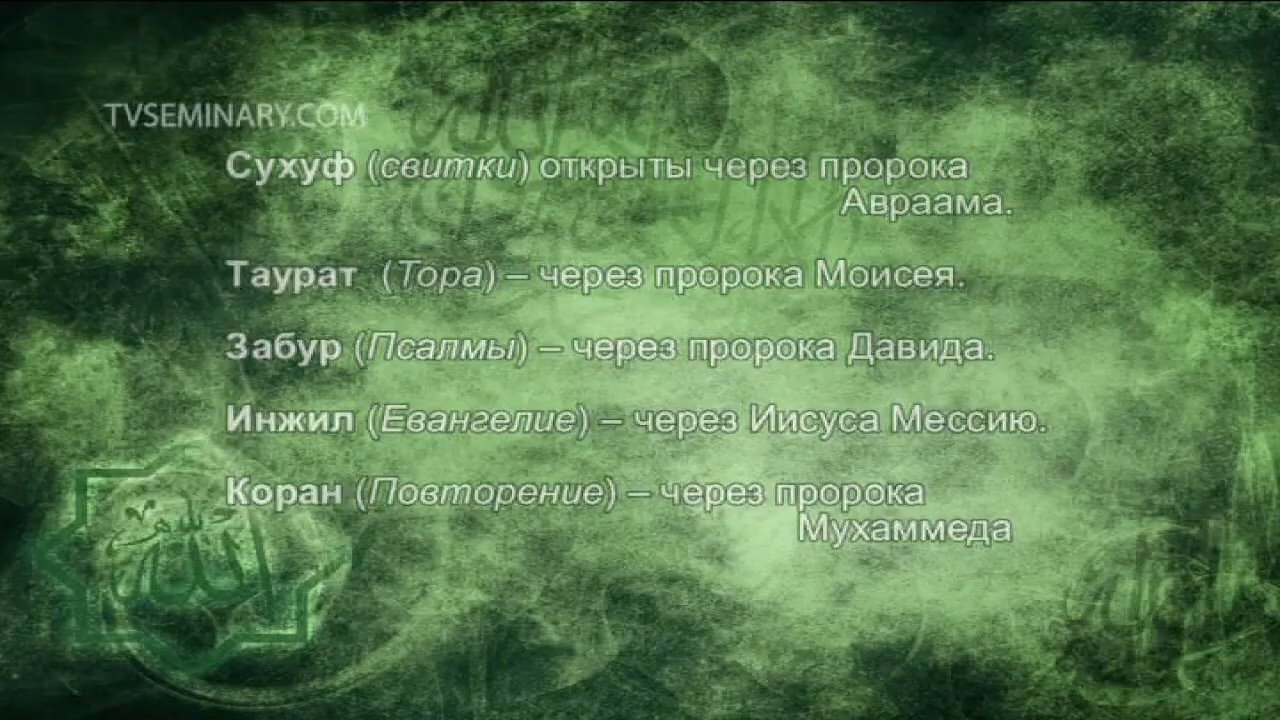 TVSEMINARY.COM
Сухуф (свитки) открыты через пророка
Авраама.
Таурат (Тора) – через пророка Моисея.
Забур (Псалмы) – через пророка Давида.
Инжил (Евангелие) – через Иисуса Мессию.
Коран (Повторение) – через пророка
Мухаммеда
الله